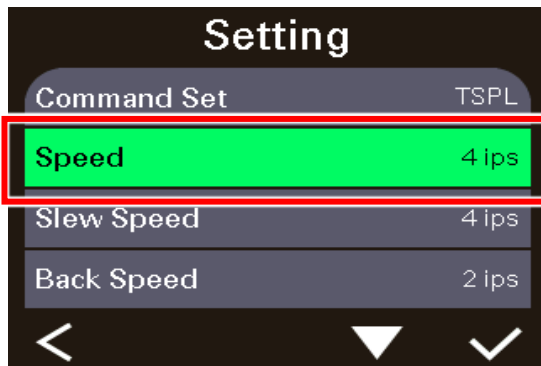 Setting
Command Set TSPL
Speed 4 ips
Slew Speed 4 ips
Back Speed 2 ips